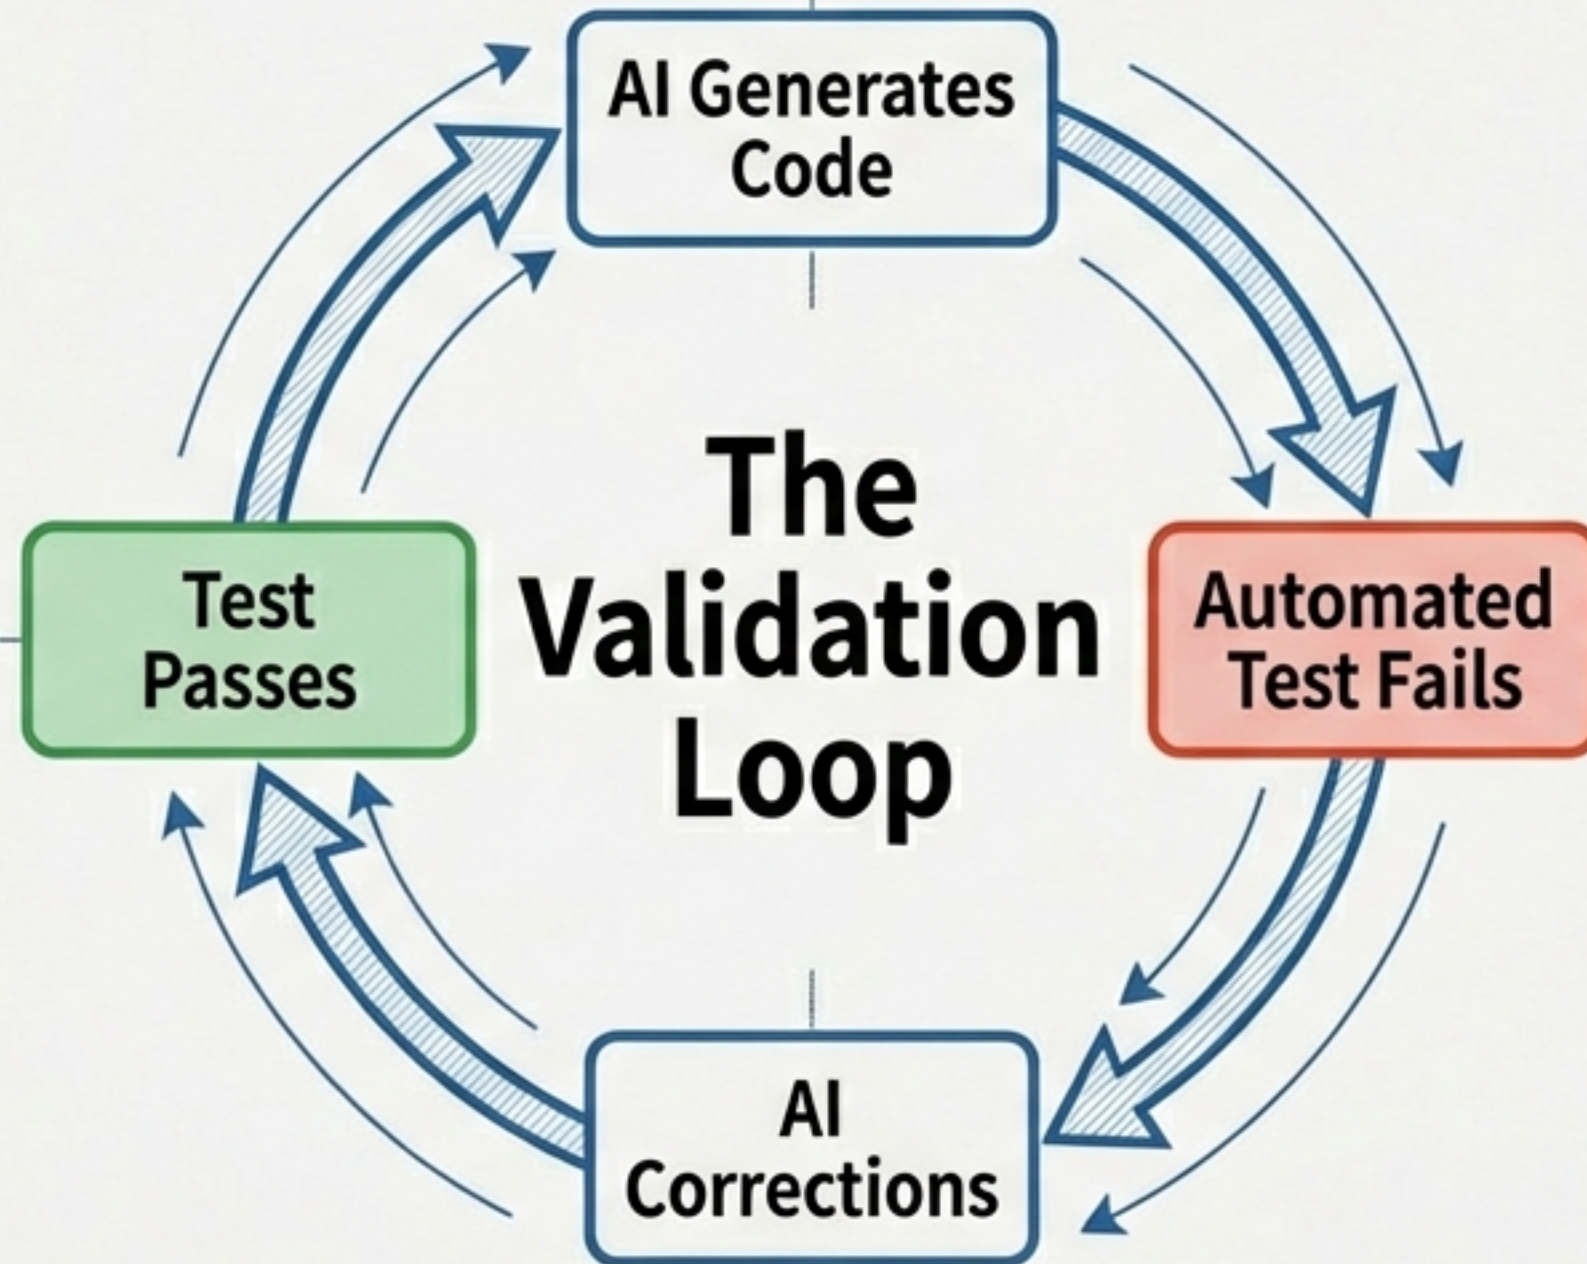 AI Generates
Code
The
Validation
Loop
Test
Passes
Automated
Test Fails
AI
Corrections